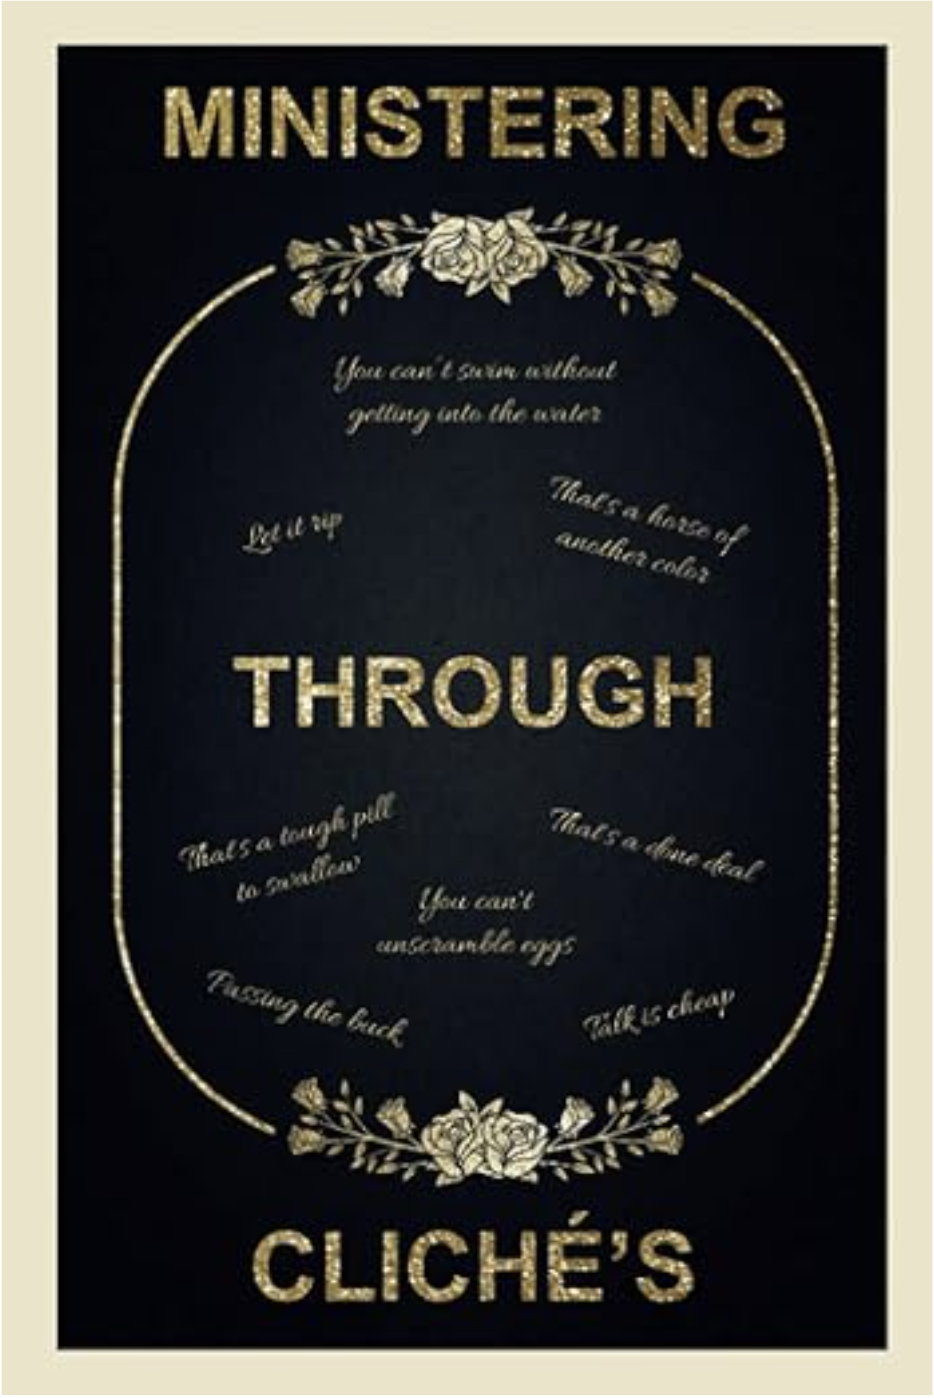 MINISTERING
You can't swim without
getting into the water
Let it rip
That's a horse of
another color
THROUGH
That's a tough pill
to swallow
That's a done deal
You can't
unscramble eggs
Passing the buck
Talk is cheap
CLICHÉ'S